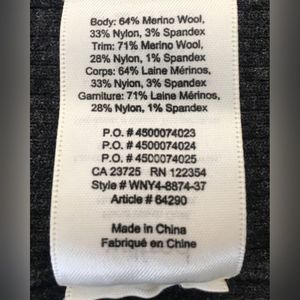 Body: 64% Merino Wool,
33% Nylon, 3% Spandex
Trim: 71% Merino Wool,
28% Nylon, 1% Spandex
Corps: 64% Laine Mérinos,
33% Nylon, 3% Spandex
Garniture: 71% Laine Mérinos,
28% Nylon, 1% Spandex
P.O. # 4500074023
P.O. # 4500074024
P.O. # 4500074025
CA 23725 RN 122354
Style # WNY4-8874-37
Article # 64290
Made in China
Fabriqué en Chine